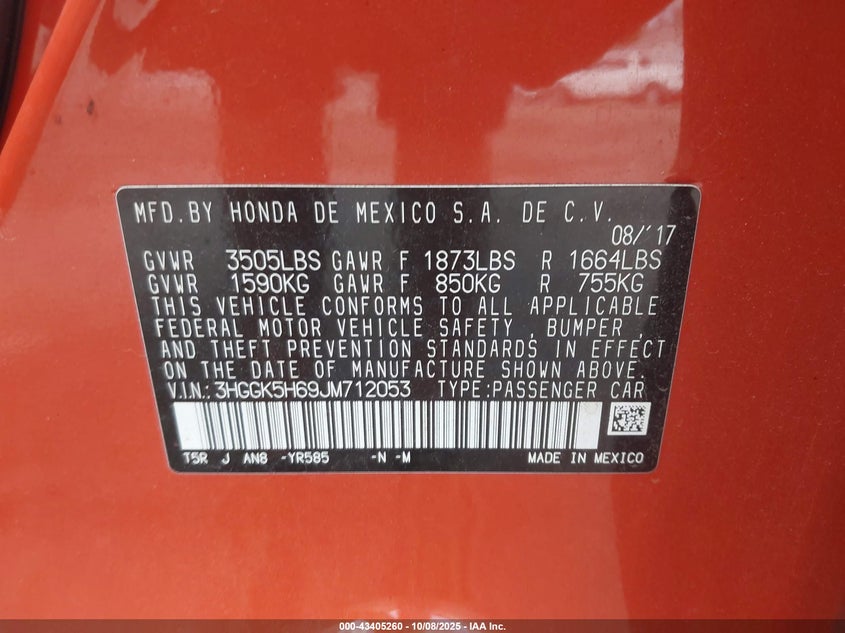 MFD.BY HONDA DE MEXICO S.A. DE C.V.
08/'17
GVWR 3505LBS GAWR F 1873LBS R 1664LBS
GVWR 1590KG GAWR F 850KG R 755KG
THIS VEHICLE CONFORMS TO ALL APPLICABLE
FEDERAL MOTOR VEHICLE SAFETY , BUMPER ,
AND THEFT PREVENTION STANDARDS IN EFFECT
ON THE DATE OF MANUFACTURE SHOWN ABOVE.
V.I.N.: 3HGGK5H69JM712053 TYPE:PASSENGER CAR
T5R J AN8 -YR585 -N -M MADE IN MEXICO
000-43405260 - 10/08/2025 - IAA Inc.